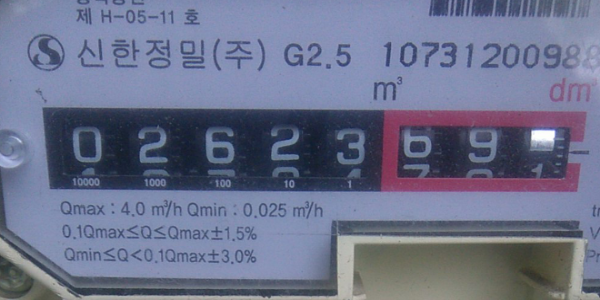 제 H-05-11 호
신한정밀(주) G2.5 10731200988
m³ dm³
0 2 6 2 3 6 9
10000 1000 100 10 1
Qmax : 4.0 m³/h Qmin : 0.025 m³/h
0.1Qmax≤Q≤Qmax±1.5%
Qmin≤Q<0.1Qmax±3.0%